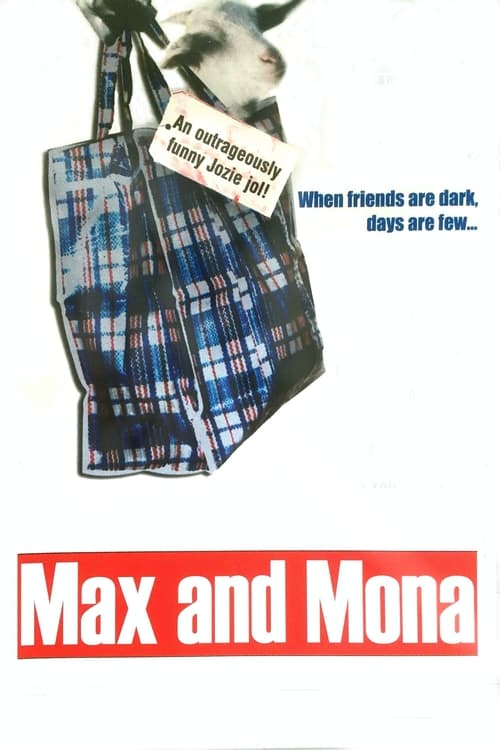 An outrageously
funny Jozie jol!
When friends are dark,
days are few...
Max and Mona